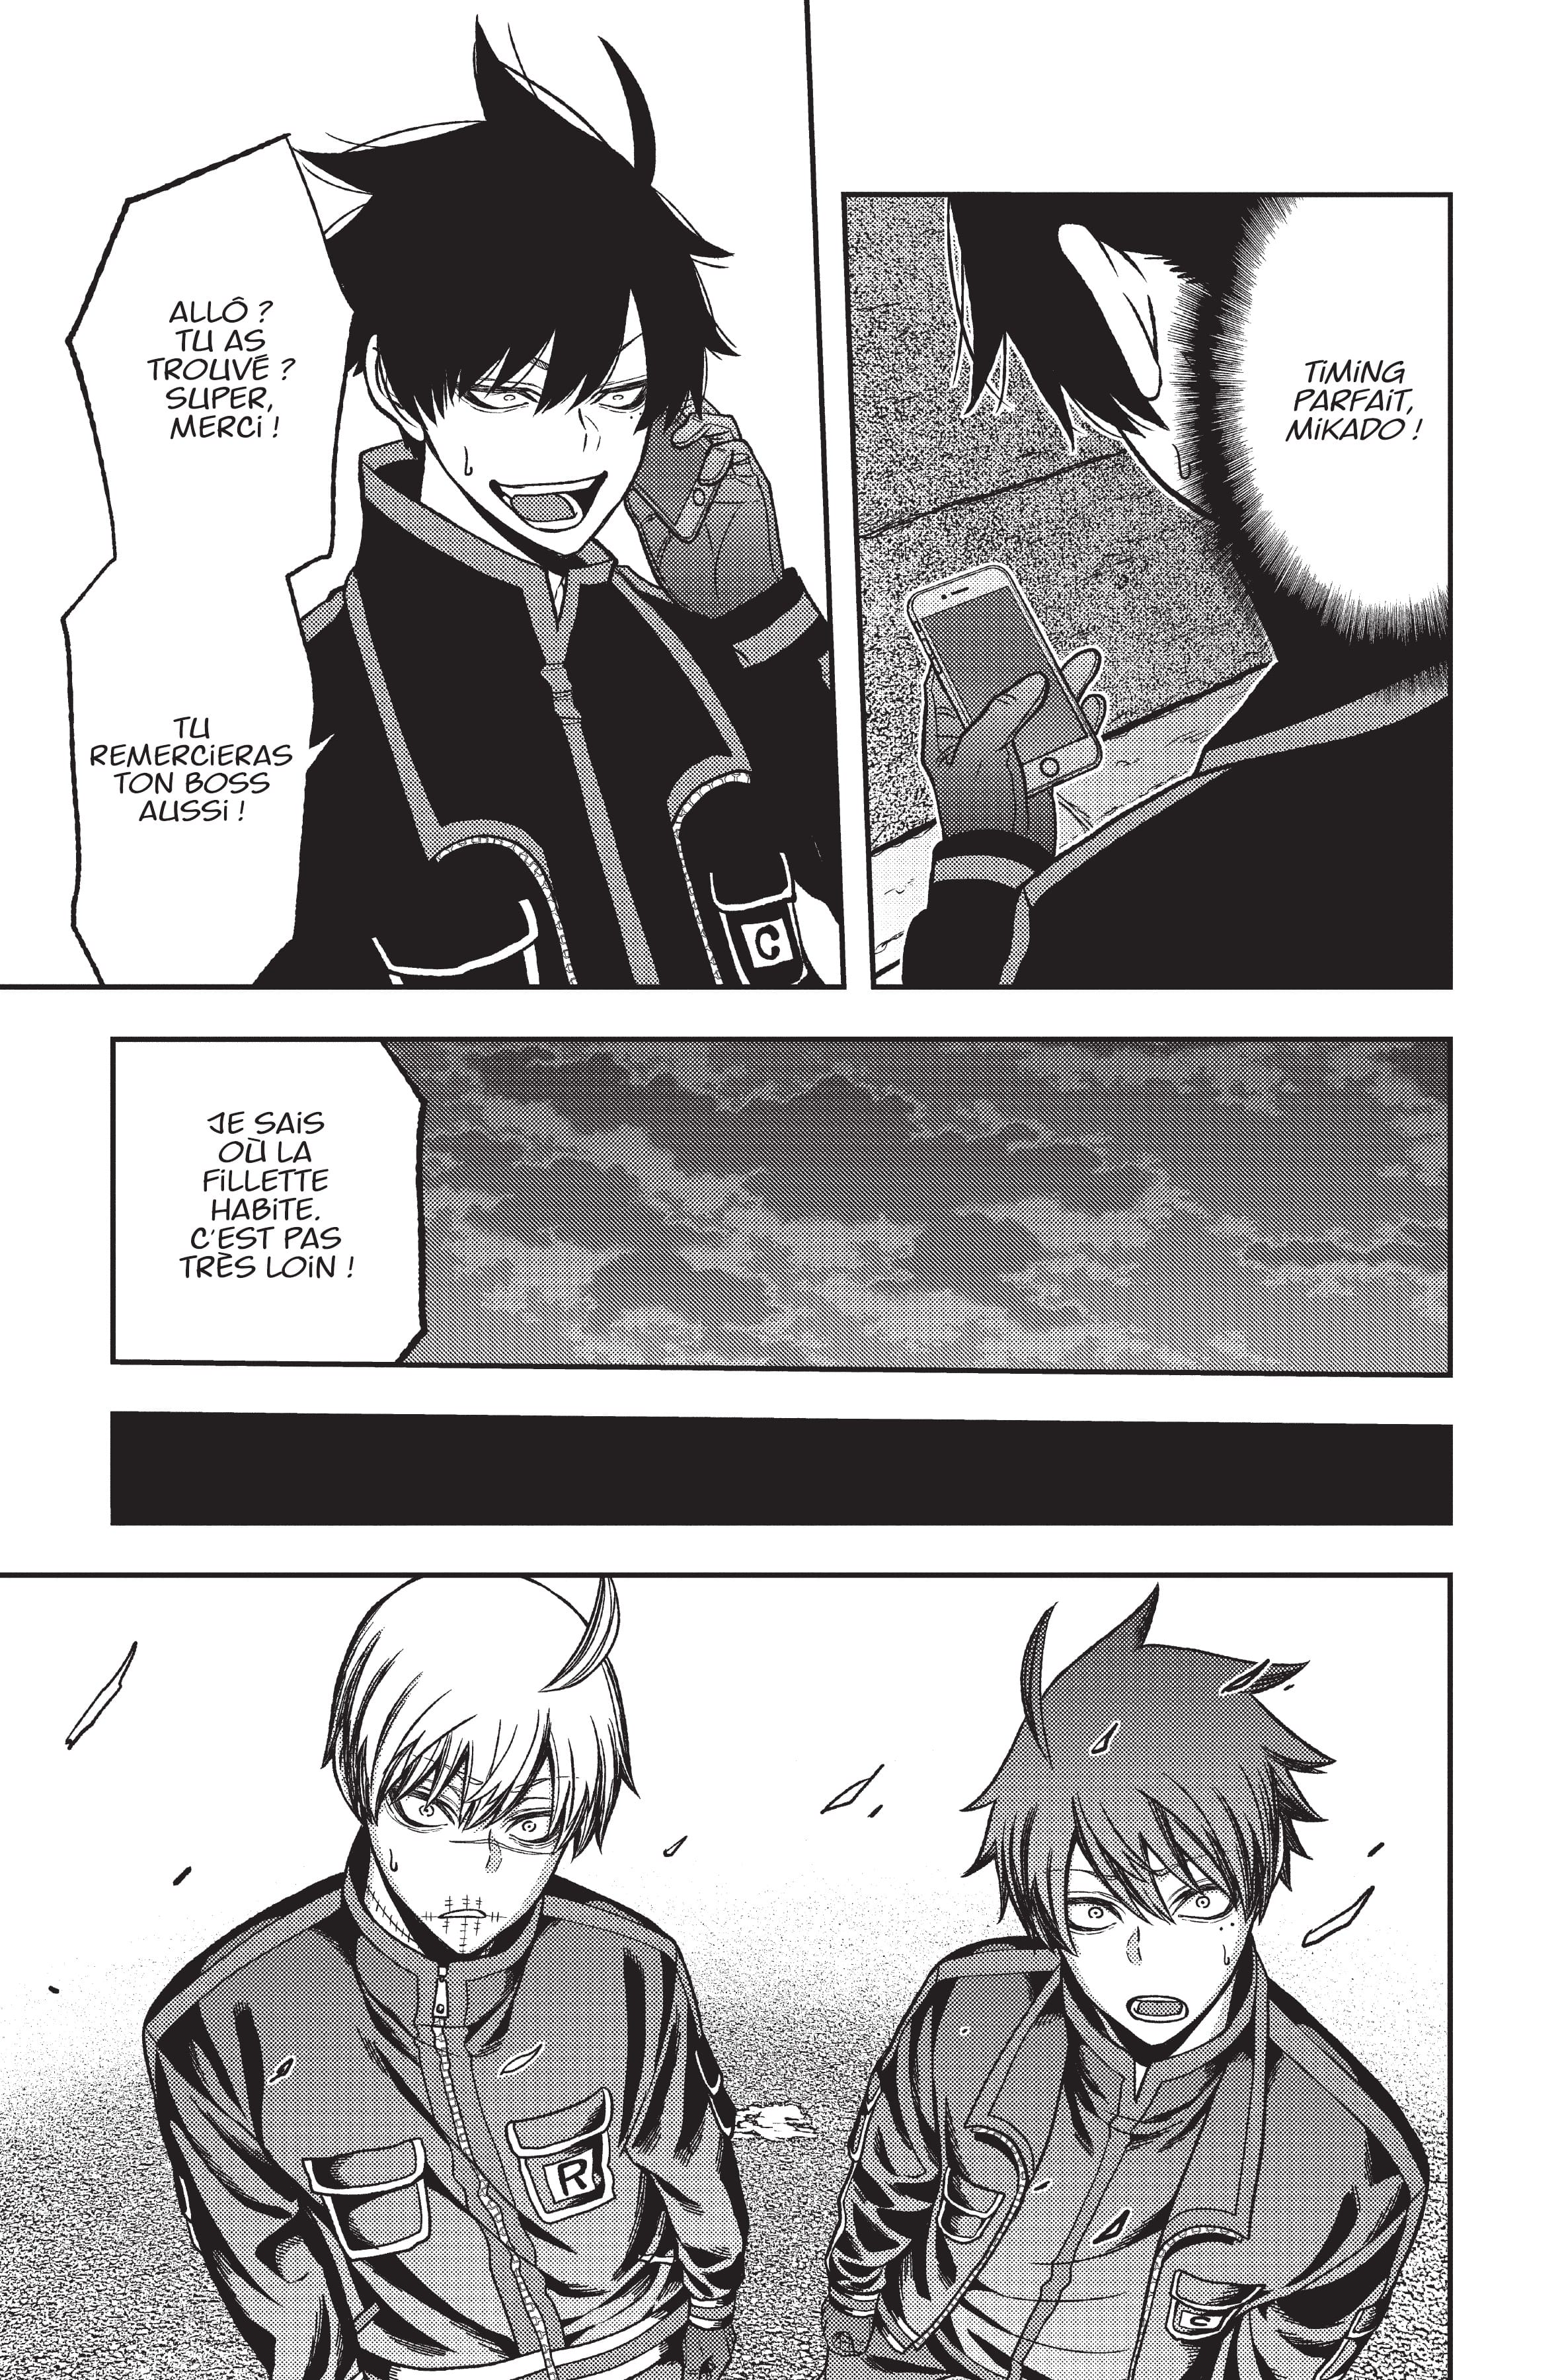 TIMING
PARFAIT,
MIKADO !
ALLÔ ?
TU AS
TROUVÉ ?
SUPER,
MERCI !
TU
REMERCIERAS
TON BOSS
AUSSI !
C
JE SAIS
OÙ LA
FILLETTE
HABITE.
C'EST PAS
TRÈS LOIN !
R
C